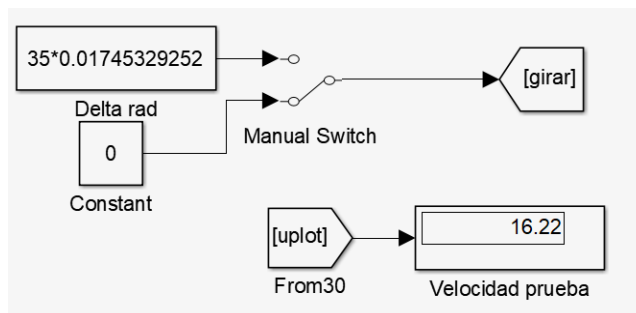 35*0.01745329252
Delta rad
[girar]
Manual Switch
0
Constant
[uplot]
16.22
From30
Velocidad prueba